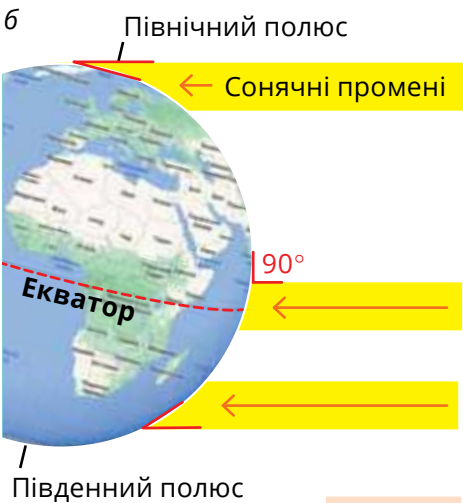 б
Північний полюс
Сонячні промені
90°
Екватор
Південний полюс